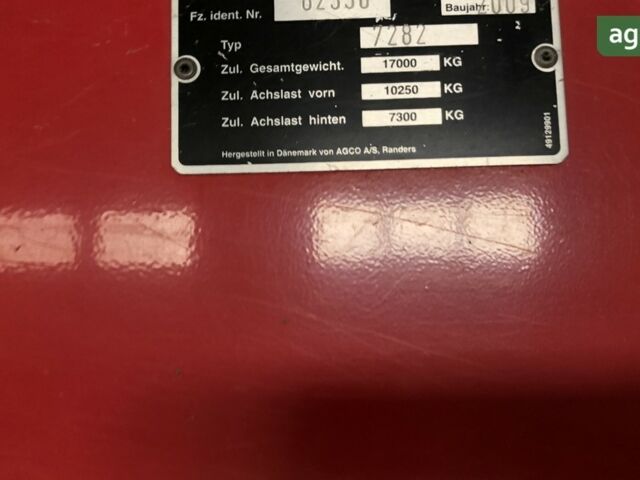 Fz. ident. Nr.
Baujahr:
Typ 7282
Zul. Gesamtgewicht. 17000 KG
Zul. Achslast vorn 10250 KG
Zul. Achslast hinten 7300 KG
Hergestellt in Dänemark von AGCO A/S, Randers
49129901
ag